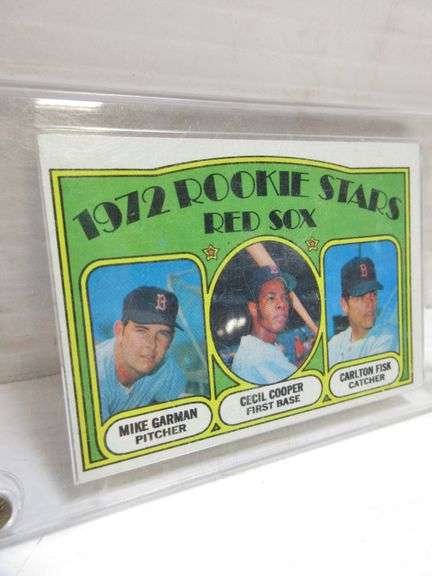 1972 ROOKIE STARS
RED SOX
MIKE GARMAN
PITCHER
CECIL COOPER
FIRST BASE
CARLTON FISK
CATCHER